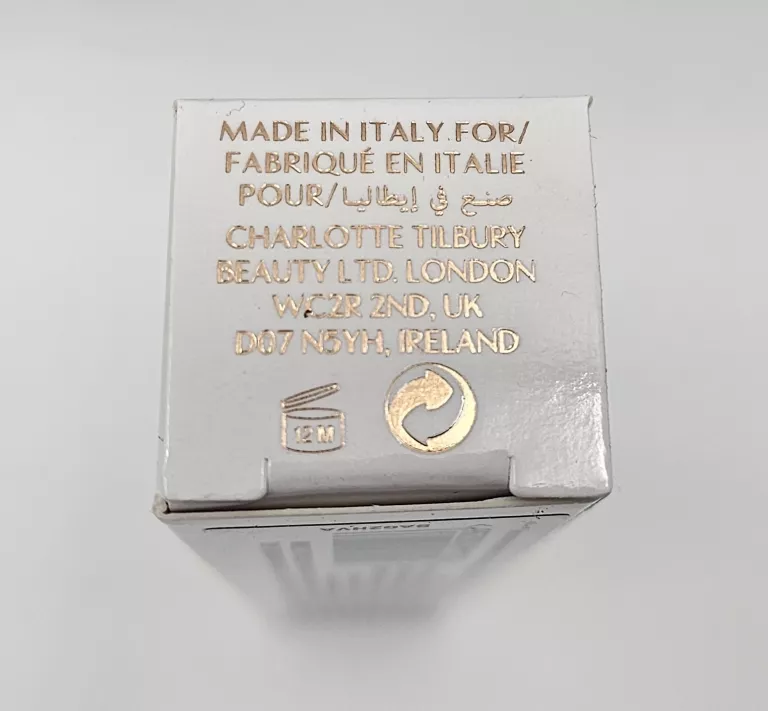 MADE IN ITALY.FOR/
FABRIQUÉ EN ITALIE
POUR/صنع في إيطاليا
CHARLOTTE TILBURY
BEAUTY LTD. LONDON
WC2R 2ND, UK
D07 N5YH, IRELAND
12 M